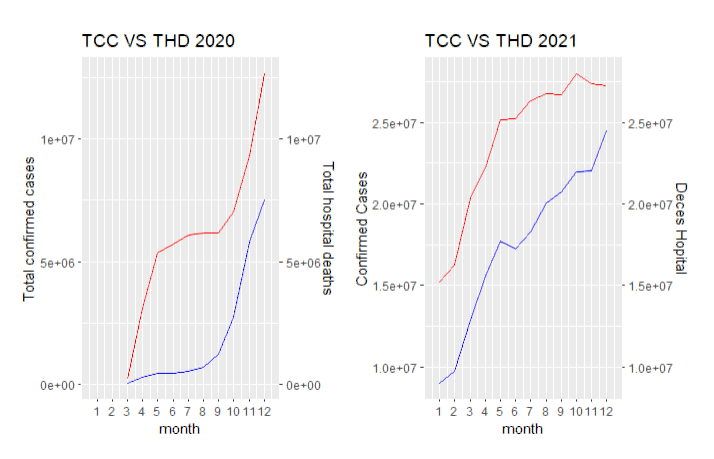 TCC VS THD 2020
Total confirmed cases
1e+07
5e+06
0e+00
1e+07
5e+06
0e+00
Total hospital deaths
1 2 3 4 5 6 7 8 9 10 11 12
month
TCC VS THD 2021
Confirmed Cases
2.5e+07
2.0e+07
1.5e+07
1.0e+07
2.5e+07
2.0e+07
1.5e+07
1.0e+07
Deces Hopital
1 2 3 4 5 6 7 8 9 10 11 12
month